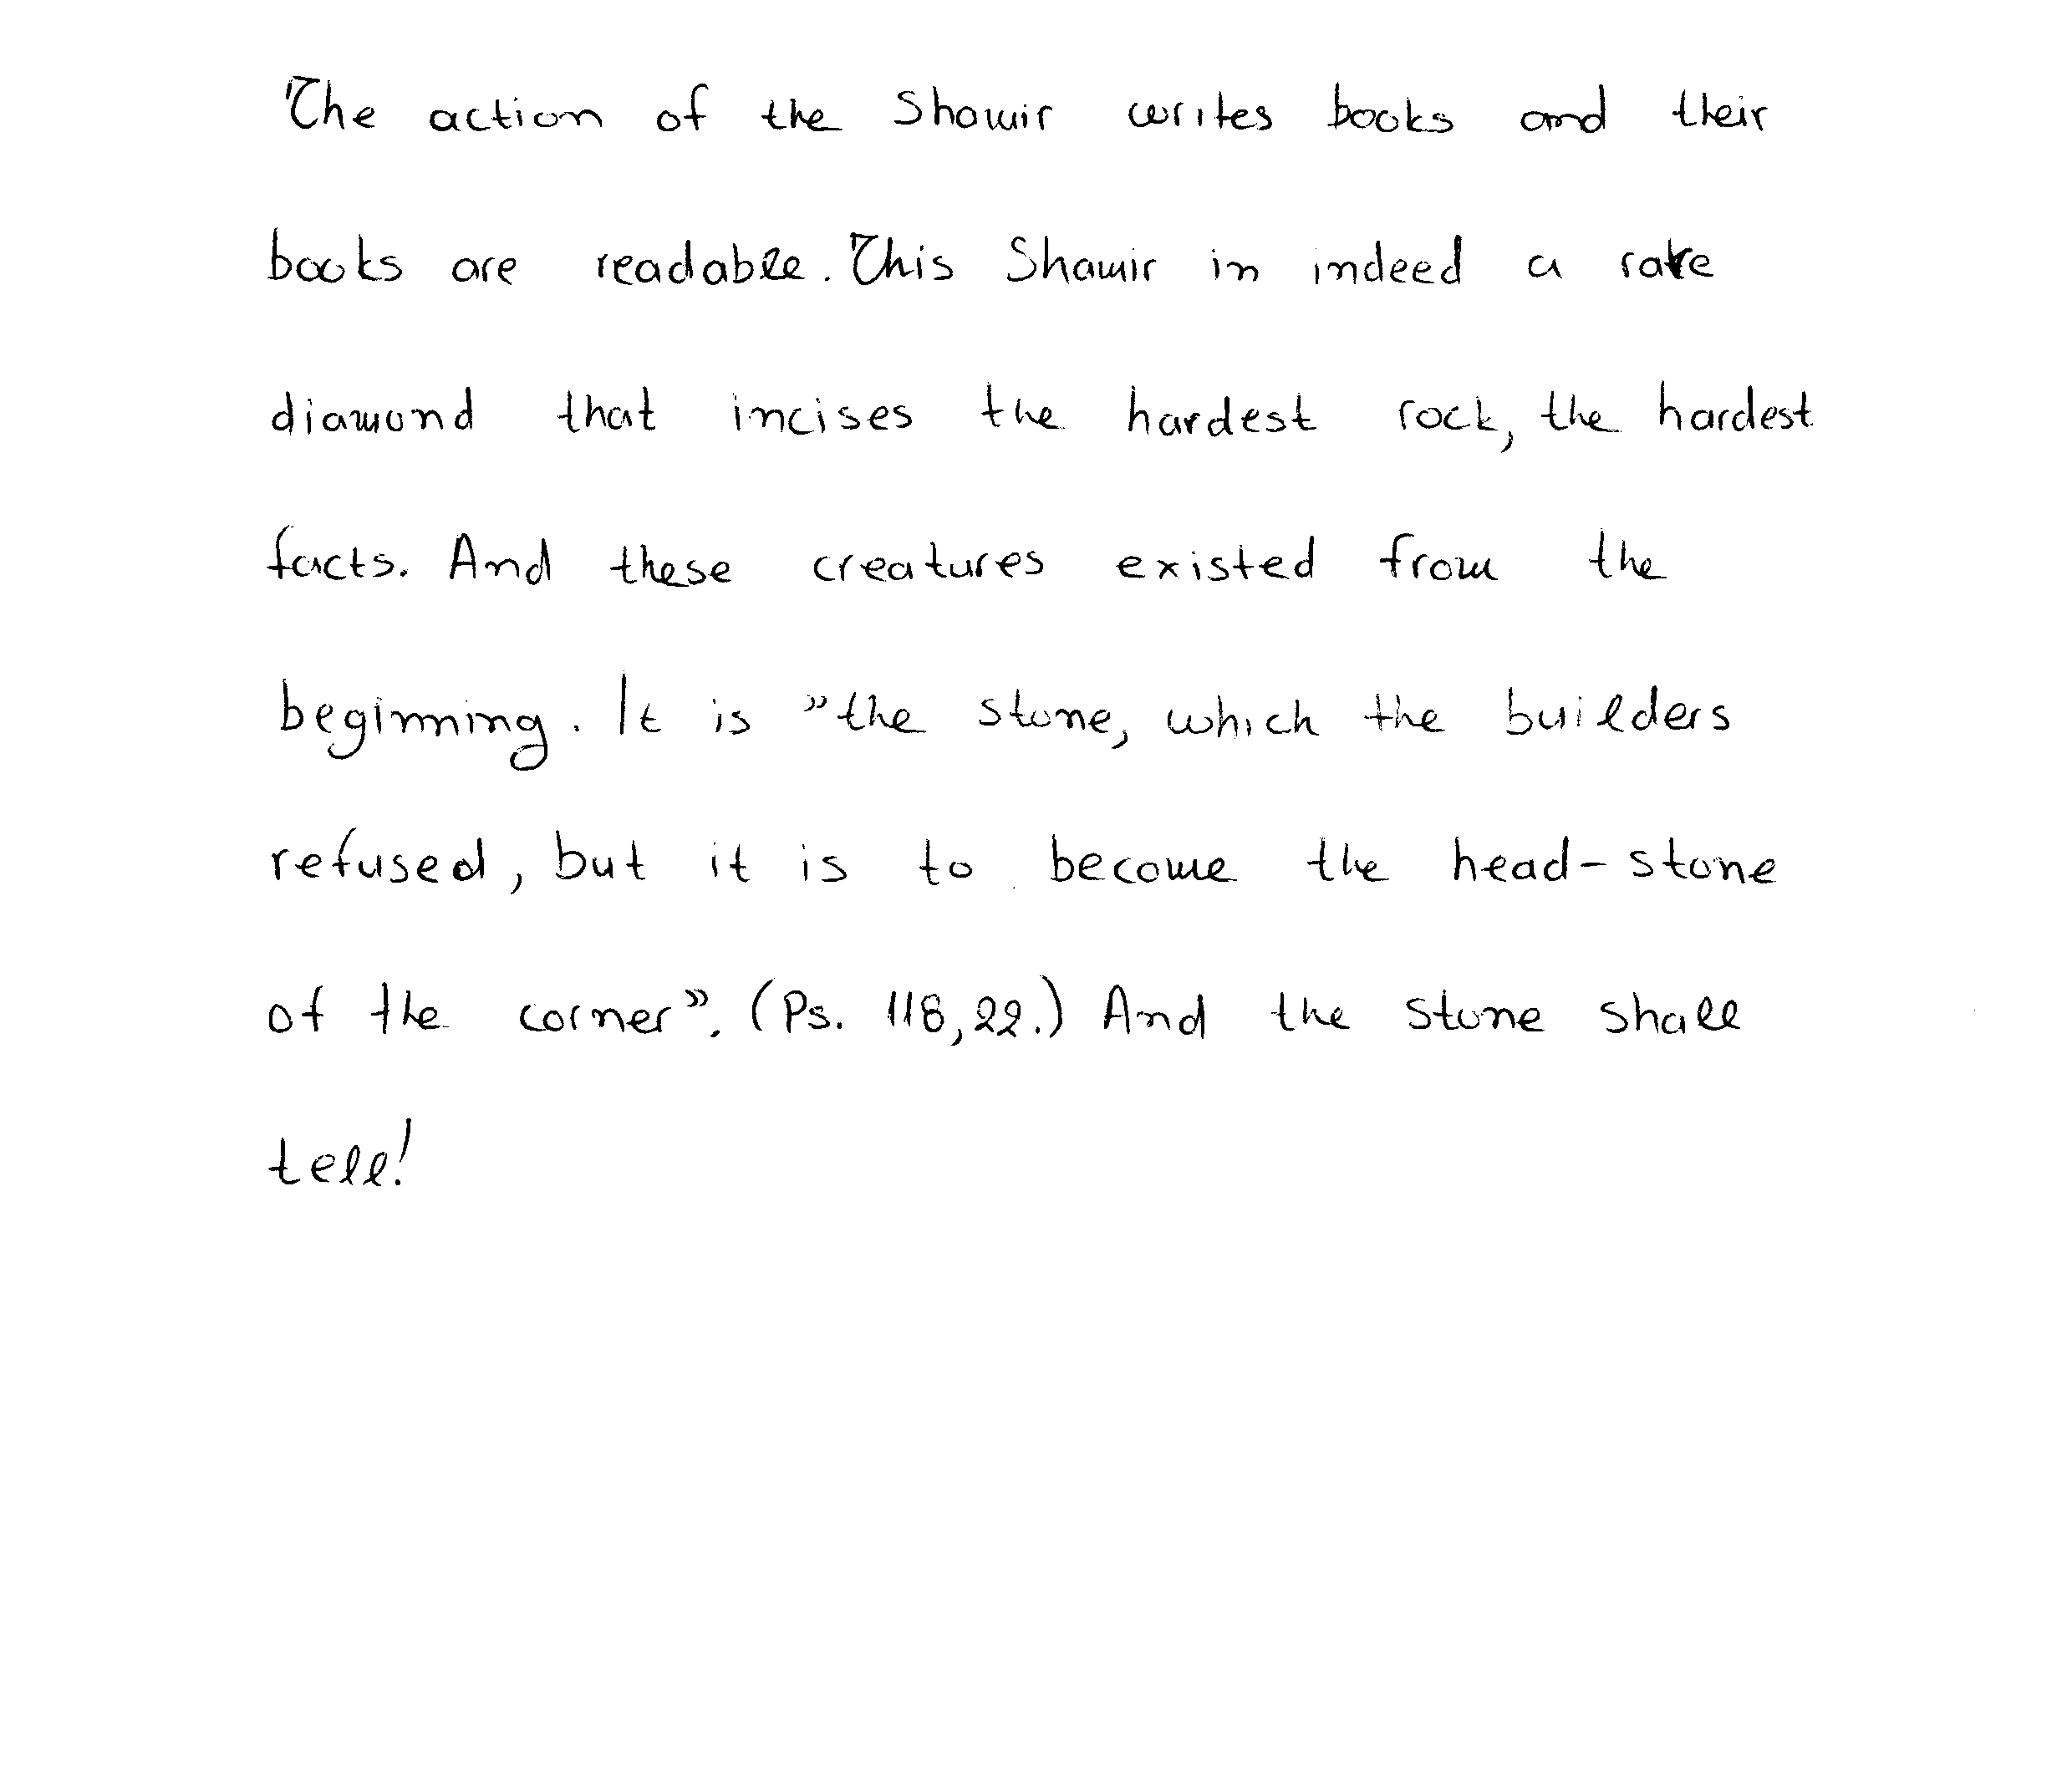 The action of the Shamir writes books and their
books are readable. This Shamir in indeed a rare
diamond that incises the hardest rock, the hardest
facts. And these creatures existed from the
beginning. It is "the stone, which the builders
refused, but it is to become the head-stone
of the corner". (Ps. 118,22.) And the stone shall
tell!